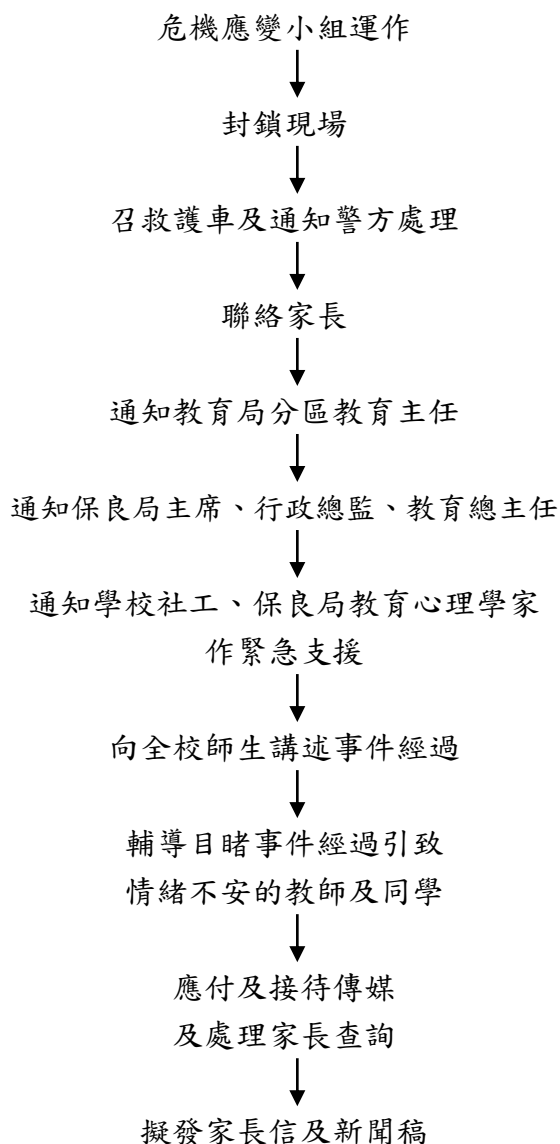 危機應變小組運作
封鎖現場
召救護車及通知警方處理
聯絡家長
通知教育局分區教育主任
通知保良局主席、行政總監、教育總主任
通知學校社工、保良局教育心理學家
作緊急支援
向全校師生講述事件經過
輔導目睹事件經過引致
情緒不安的教師及同學
應付及接待傳媒
及處理家長查詢
擬發家長信及新聞稿